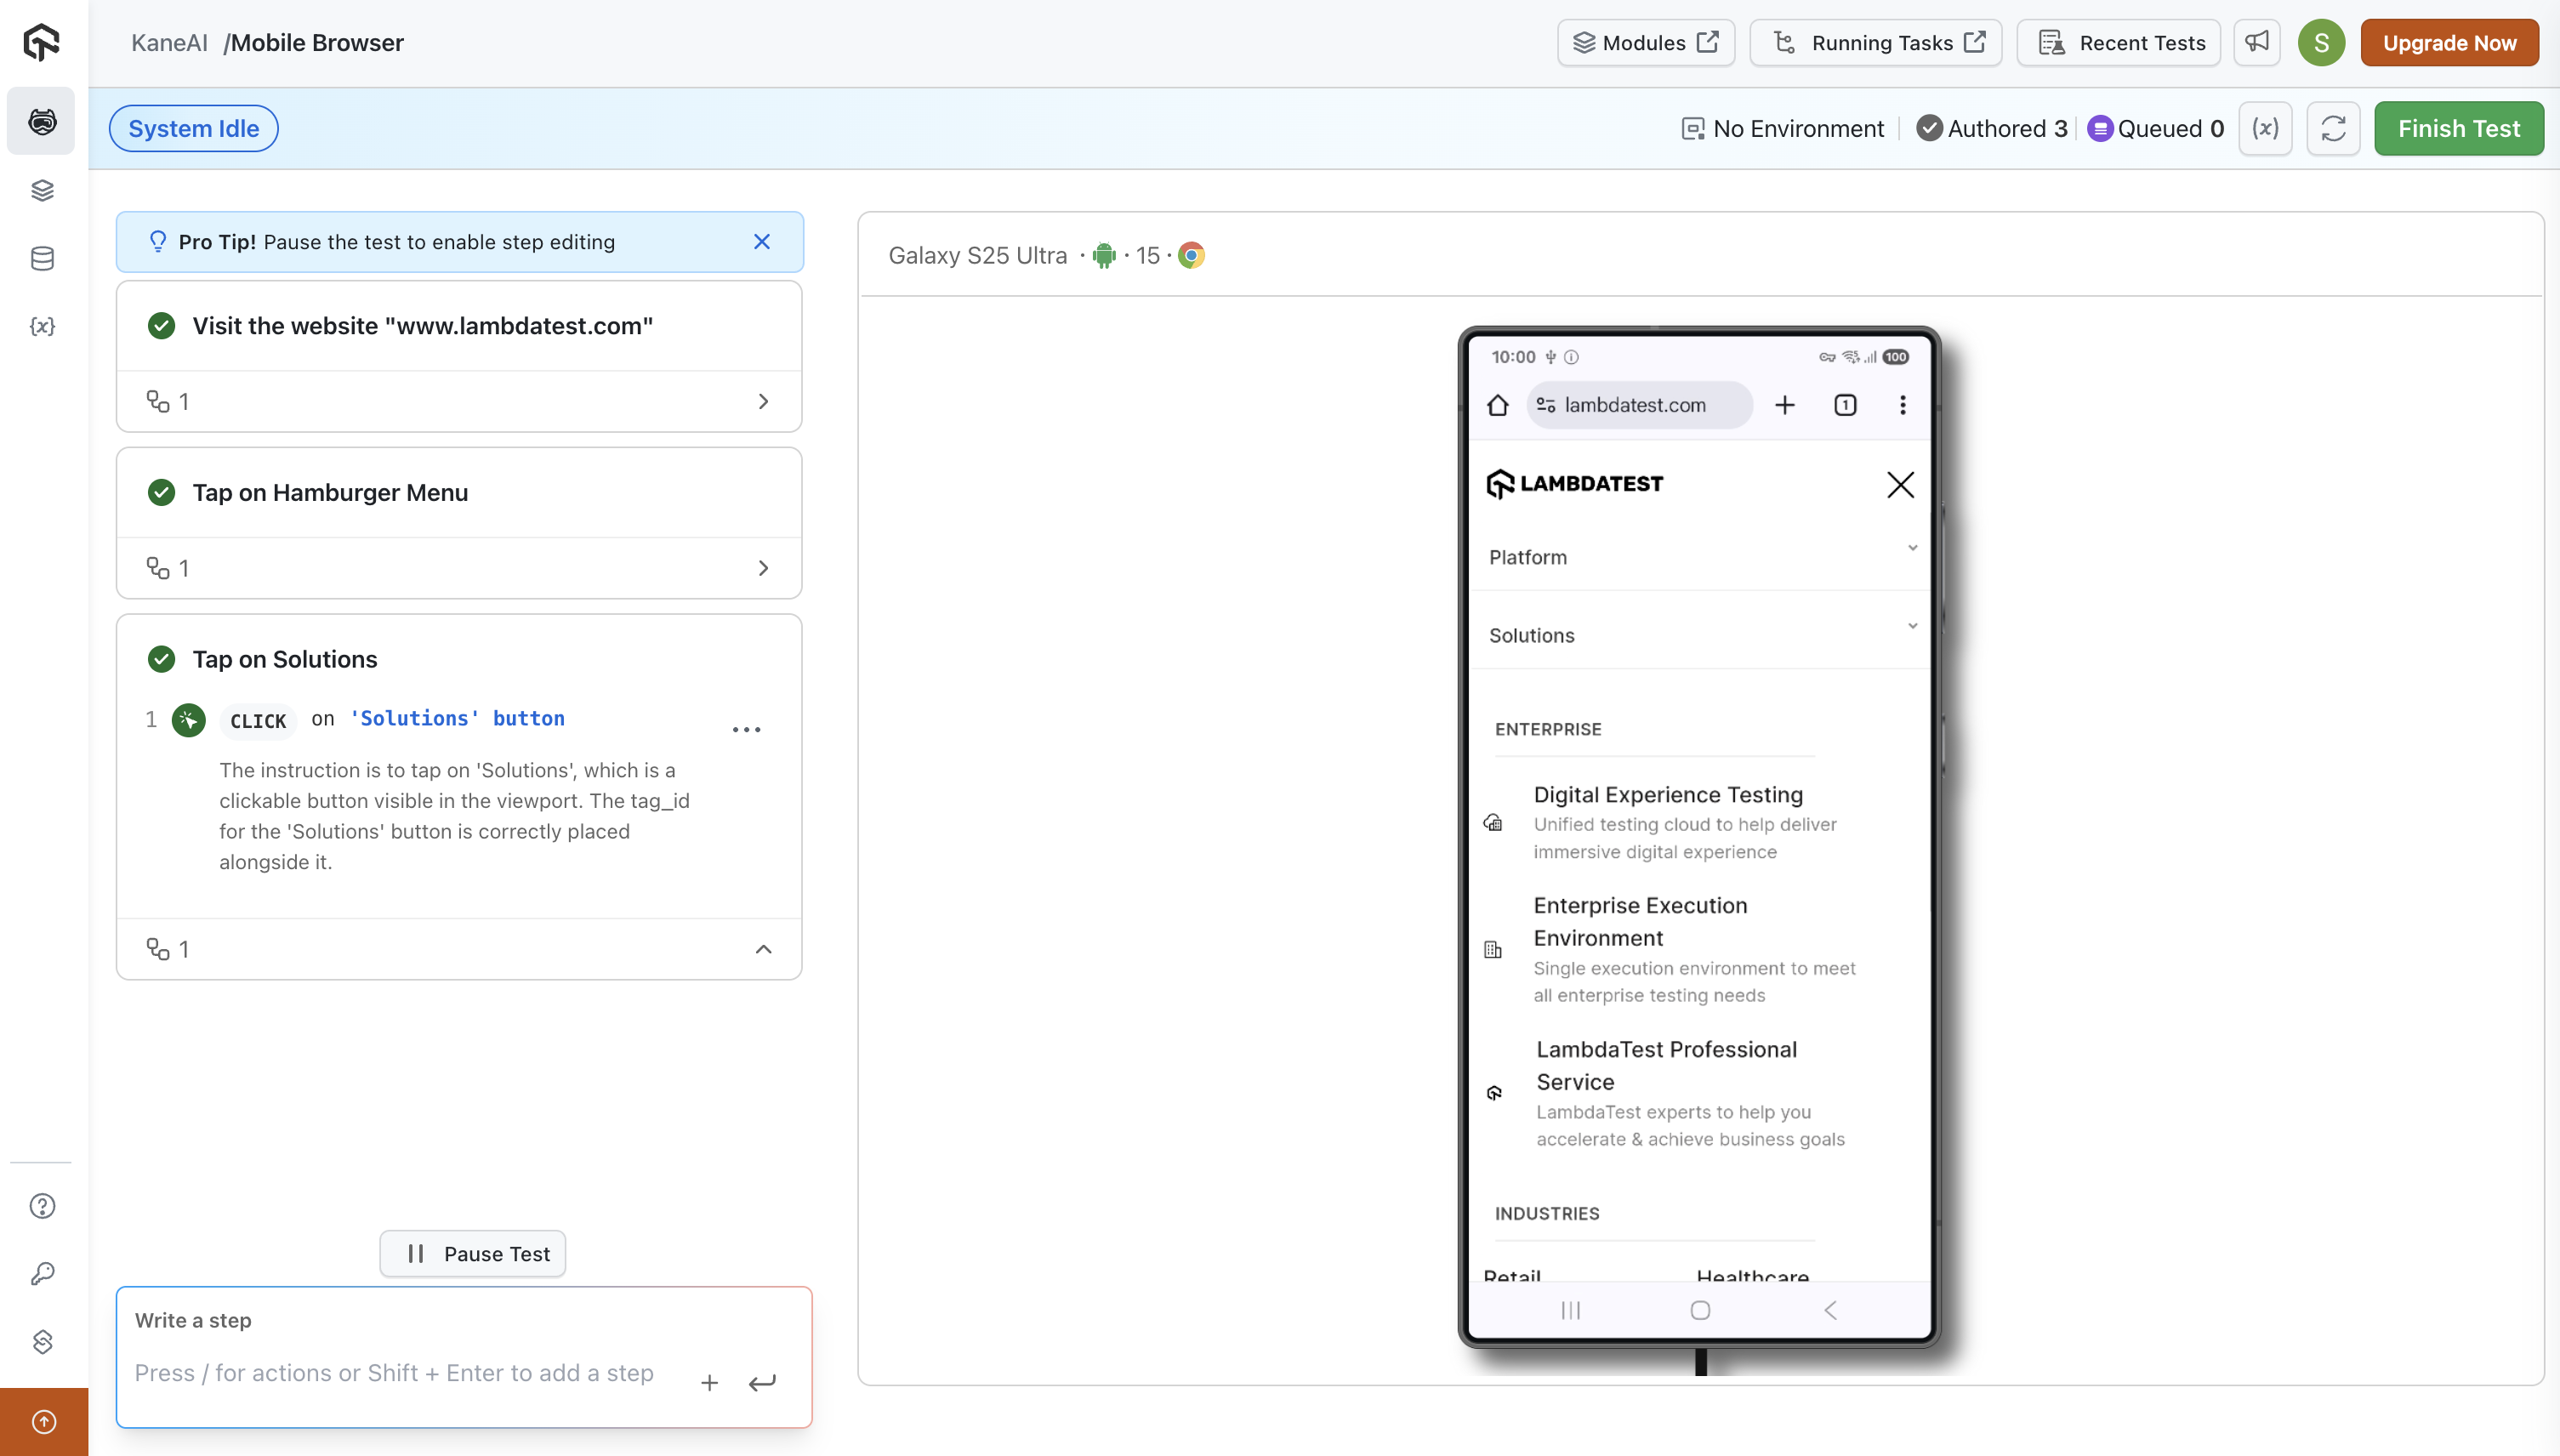 KaneAI /Mobile Browser
Modules
Running Tasks
Recent Tests
S
Upgrade Now
System Idle
No Environment
Authored 3
Queued 0
(x)
Finish Test
Pro Tip! Pause the test to enable step editing
{x}
Visit the website "www.lambdatest.com"
1
Tap on Hamburger Menu
1
Tap on Solutions
1 CLICK on 'Solutions' button
The instruction is to tap on 'Solutions', which is a
clickable button visible in the viewport. The tag_id
for the 'Solutions' button is correctly placed
alongside it.
1
Pause Test
Write a step
Press / for actions or Shift + Enter to add a step
Galaxy S25 Ultra · · 15 ·
10:00
100
lambdatest.com
1
LAMBDATEST
Platform
Solutions
ENTERPRISE
Digital Experience Testing
Unified testing cloud to help deliver
immersive digital experience
Enterprise Execution
Environment
Single execution environment to meet
all enterprise testing needs
LambdaTest Professional
Service
LambdaTest experts to help you
accelerate & achieve business goals
INDUSTRIES
Retail Healthcare